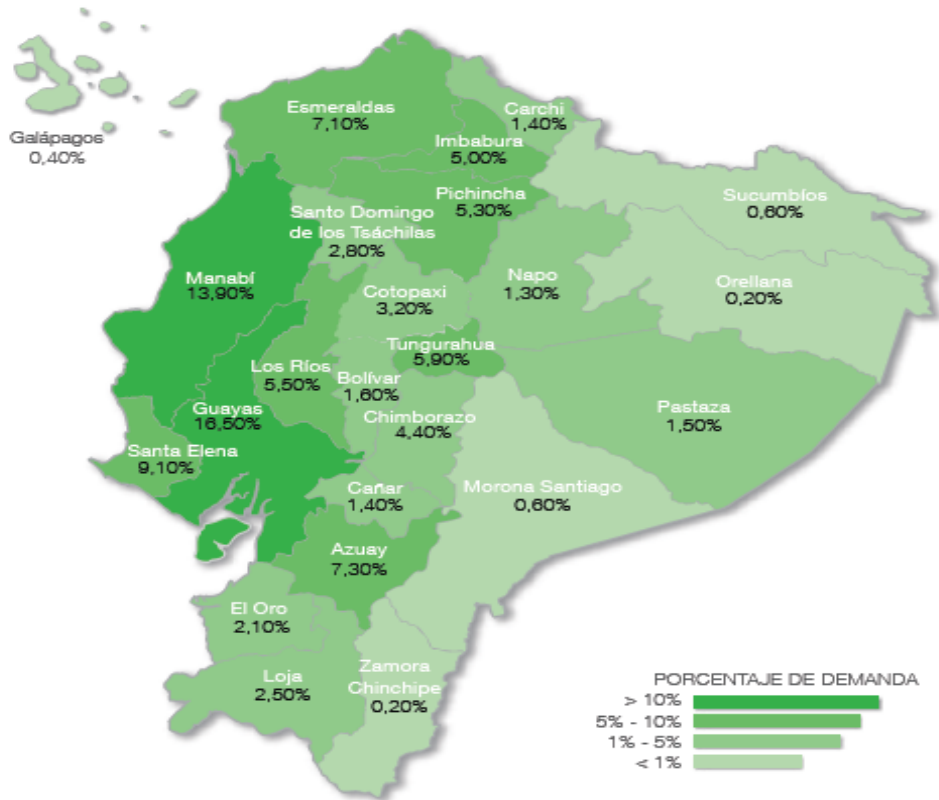 Esmeraldas
7,10%
Carchi
1,40%
Galápagos
0,40%
Imbabura
5,00%
Pichincha
5,30%
Sucumbíos
0,60%
Santo Domingo
de los Tsáchilas
2,80%
Manabí
13,90%
Cotopaxi
3,20%
Napo
1,30%
Orellana
0,20%
Tungurahua
5,90%
Los Ríos
5,50%
Bolívar
1,60%
Guayas
16,50%
Chimborazo
4,40%
Pastaza
1,50%
Santa Elena
9,10%
Cañar
1,40%
Morona Santiago
0,60%
Azuay
7,30%
El Oro
2,10%
Loja
2,50%
Zamora
Chinchipe
0,20%
PORCENTAJE DE DEMANDA
> 10%
5% - 10%
1% - 5%
< 1%